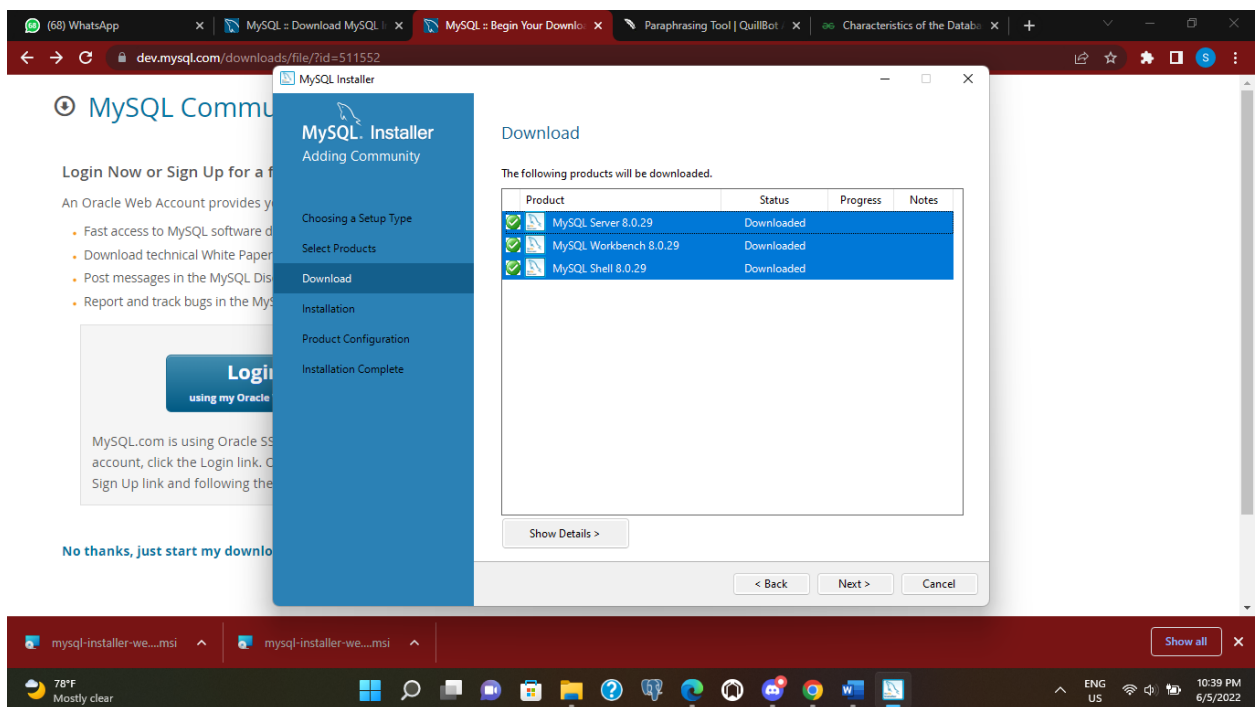 (68) WhatsApp
MySQL :: Download MySQL I
MySQL :: Begin Your Downlo
Paraphrasing Tool | QuillBot
Characteristics of the Databa
dev.mysql.com/downloads/file/?id=511552
S
MySQL Commu
Login Now or Sign Up for a f
An Oracle Web Account provides y
Fast access to MySQL software d
Download technical White Paper
Post messages in the MySQL Dis
Report and track bugs in the MyS
Logi
using my Oracle
MySQL.com is using Oracle SS
account, click the Login link. C
Sign Up link and following the
No thanks, just start my downlo
MySQL Installer
MySQL. Installer
Adding Community
Choosing a Setup Type
Select Products
Download
Installation
Product Configuration
Installation Complete
Download
The following products will be downloaded.
Product Status Progress Notes
MySQL Server 8.0.29 Downloaded
MySQL Workbench 8.0.29 Downloaded
MySQL Shell 8.0.29 Downloaded
Show Details >
< Back Next > Cancel
mysql-installer-we....msi
mysql-installer-we....msi
Show all
78°F
Mostly clear
ENG
US
10:39 PM
6/5/2022